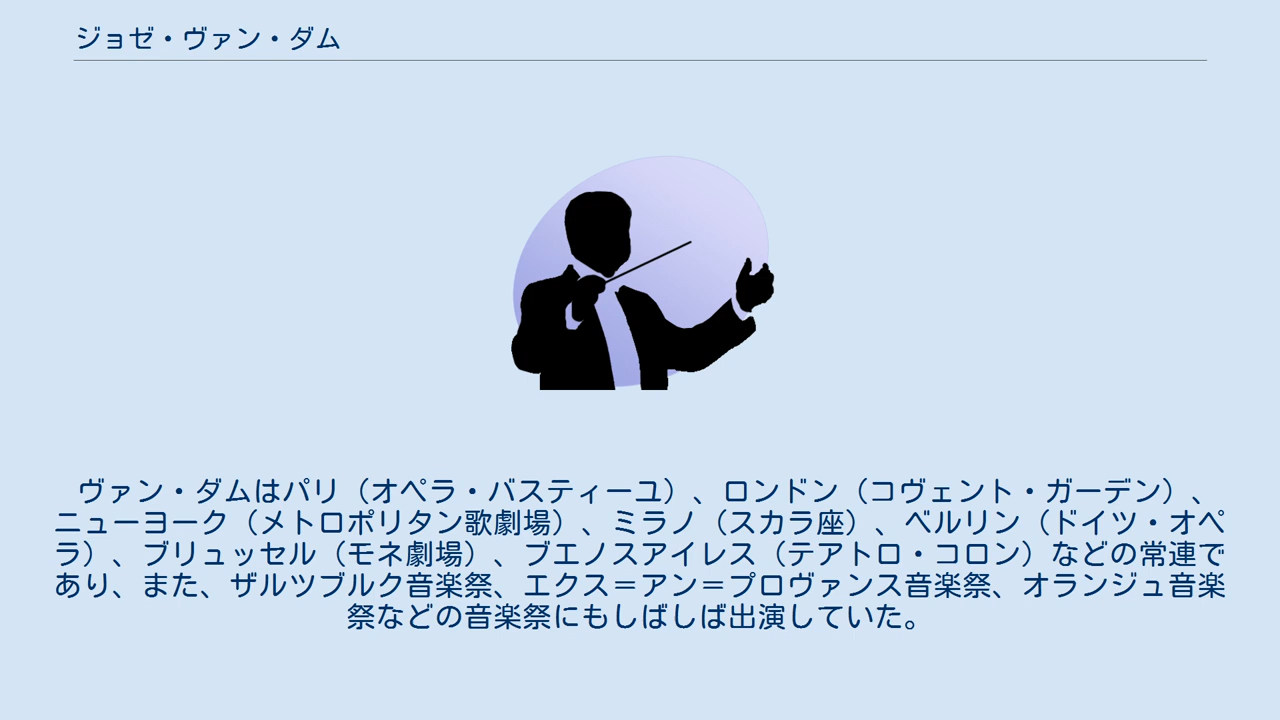 ジョゼ・ヴァン・ダム
ヴァン・ダムはパリ（オペラ・バスティーユ）、ロンドン（コヴェント・ガーデン）、
ニューヨーク（メトロポリタン歌劇場）、ミラノ（スカラ座）、ベルリン（ドイツ・オペ
ラ）、ブリュッセル（モネ劇場）、ブエノスアイレス（テアトロ・コロン）などの常連で
あり、また、ザルツブルク音楽祭、エクス＝アン＝プロヴァンス音楽祭、オランジュ音楽
祭などの音楽祭にもしばしば出演していた。